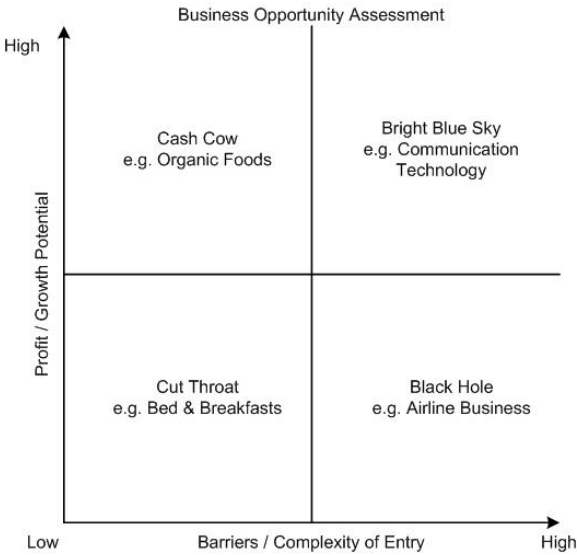 Business Opportunity Assessment
High
Cash Cow
e.g. Organic Foods
Bright Blue Sky
e.g. Communication
Technology
Profit / Growth Potential
Cut Throat
e.g. Bed & Breakfasts
Black Hole
e.g. Airline Business
Low
Barriers / Complexity of Entry
High